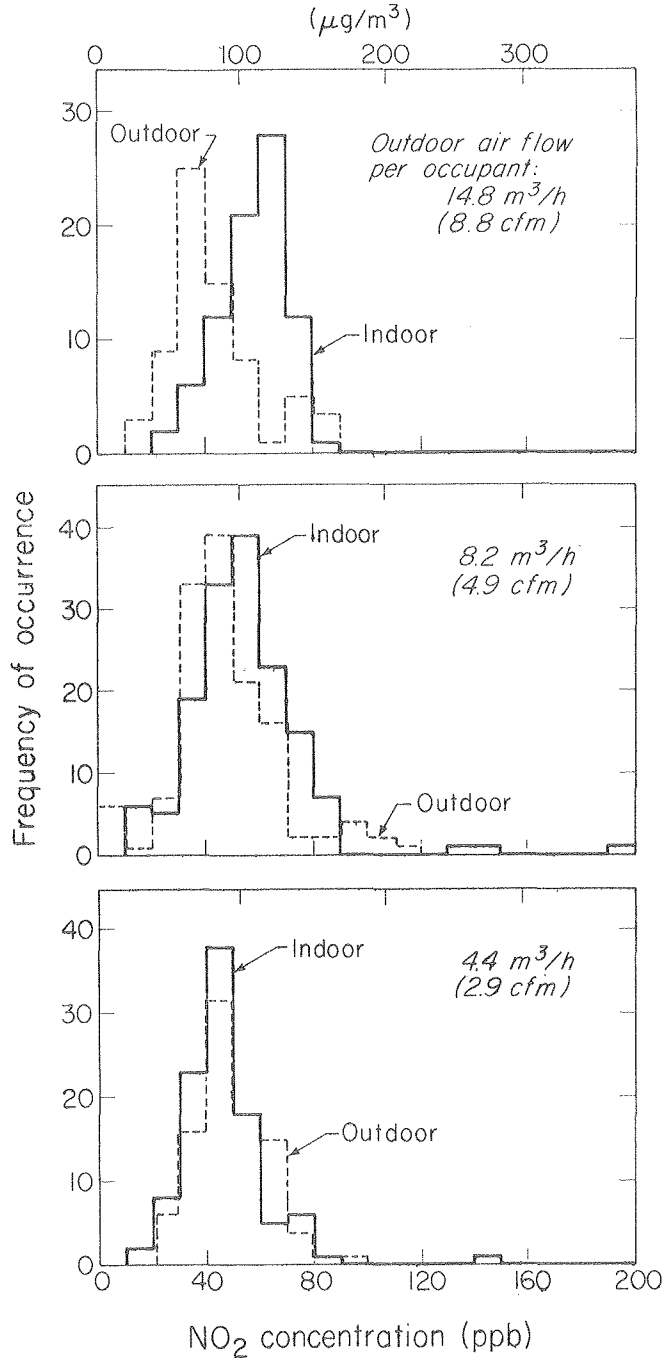 (μg/m³)
0 100 200 300
30
20
10
0
Outdoor
Outdoor air flow
per occupant:
14.8 m³/h
(8.8 cfm)
Indoor
Frequency of occurrence
40
30
20
10
0
Indoor
8.2 m³/h
(4.9 cfm)
Outdoor
40
30
20
10
0
Indoor
4.4 m³/h
(2.9 cfm)
Outdoor
0 40 80 120 160 200
NO₂ concentration (ppb)